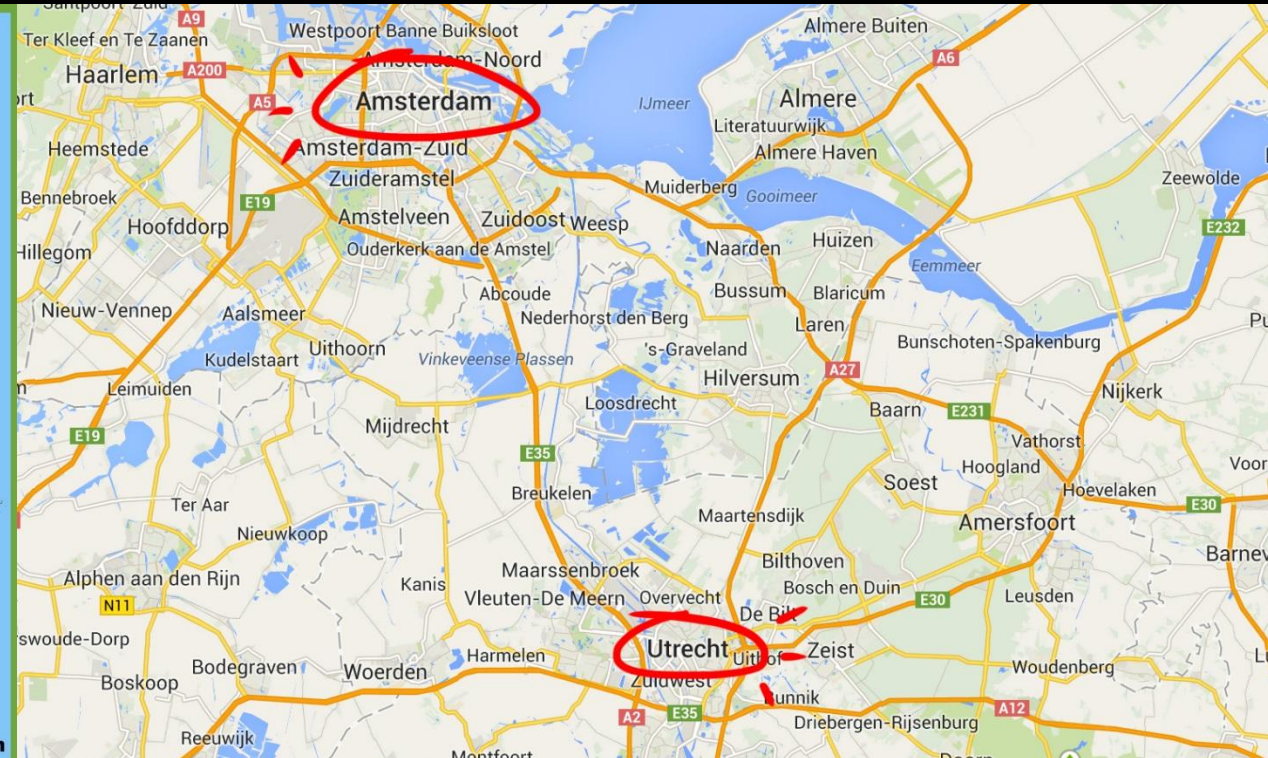 A9
Westpoort Banne Buiksloot
Almere Buiten
Ter Kleef en Te Zaanen
Amsterdam-Noord
A6
Haarlem
A200
Amsterdam
A5
IJmeer
Almere
Literatuurwijk
Heemstede
Amsterdam-Zuid
Almere Haven
Zuideramstel
Muiderberg
Zeewolde
Bennebroek
E19
Gooimeer
Hoofddorp
Amstelveen
Zuidoost
Weesp
E232
Hillegom
Ouderkerk aan de Amstel
Naarden
Huizen
Eemmeer
Abcoude
Bussum
Blaricum
Nieuw-Vennep
Aalsmeer
Nederhorst den Berg
Laren
Kudelstaart
Uithoorn
Vinkeveense Plassen
's-Graveland
Bunschoten-Spakenburg
Hilversum
A27
Leimuiden
Loosdrecht
Baarn
E231
Nijkerk
Mijdrecht
E19
E35
Vathorst
Hoogland
Voor
Breukelen
Soest
Hoevelaken
Ter Aar
E30
Maartensdijk
Amersfoort
Nieuwkoop
Barnev
Alphen aan den Rijn
Maarssenbroek
Bilthoven
Kanis
Vleuten-De Meern
Overvecht
Bosch en Duin
E30
Leusden
N11
De Bilt
swoude-Dorp
Utrecht
Uithof
Zeist
Harmelen
Bodegraven
Woerden
Woudenberg
Boskoop
Zuidwest
Bunnik
A2
E35
A12
Driebergen-Rijsenburg
Reeuwijk
Montfoort